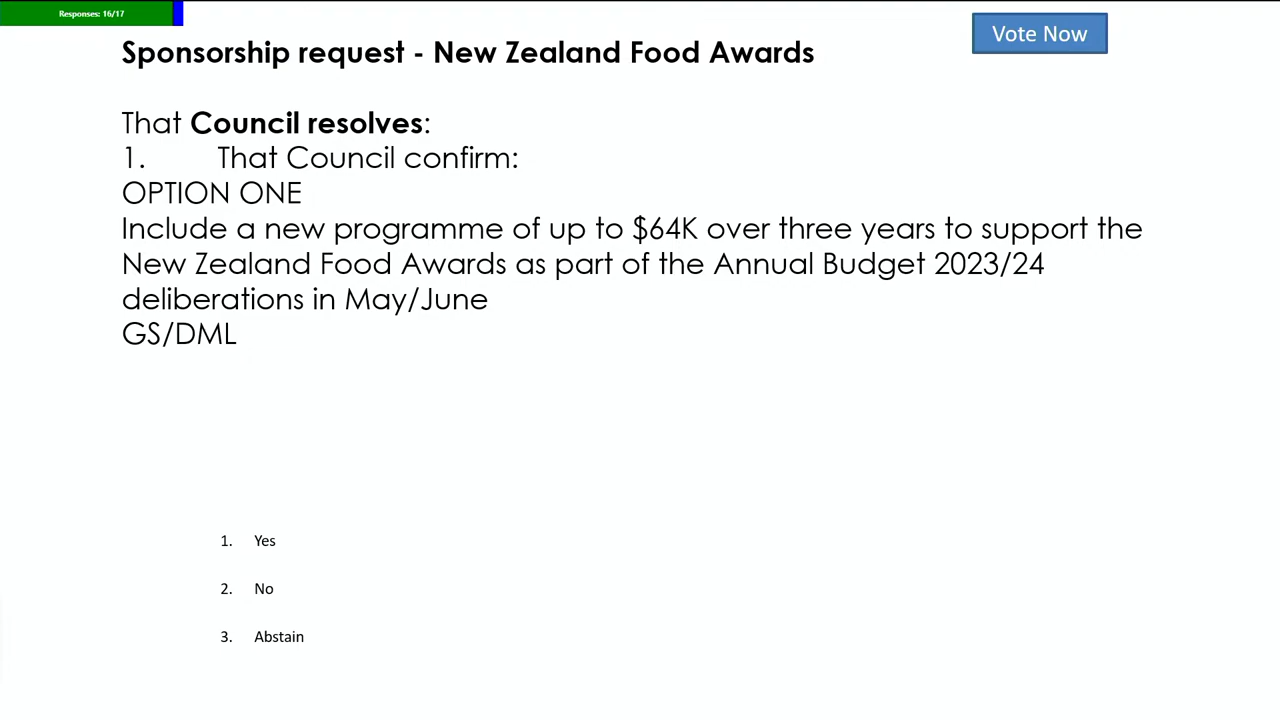 Responses: 16/17
Vote Now
Sponsorship request - New Zealand Food Awards
That Council resolves:
1. That Council confirm:
OPTION ONE
Include a new programme of up to $64K over three years to support the
New Zealand Food Awards as part of the Annual Budget 2023/24
deliberations in May/June
GS/DML
1. Yes
2. No
3. Abstain